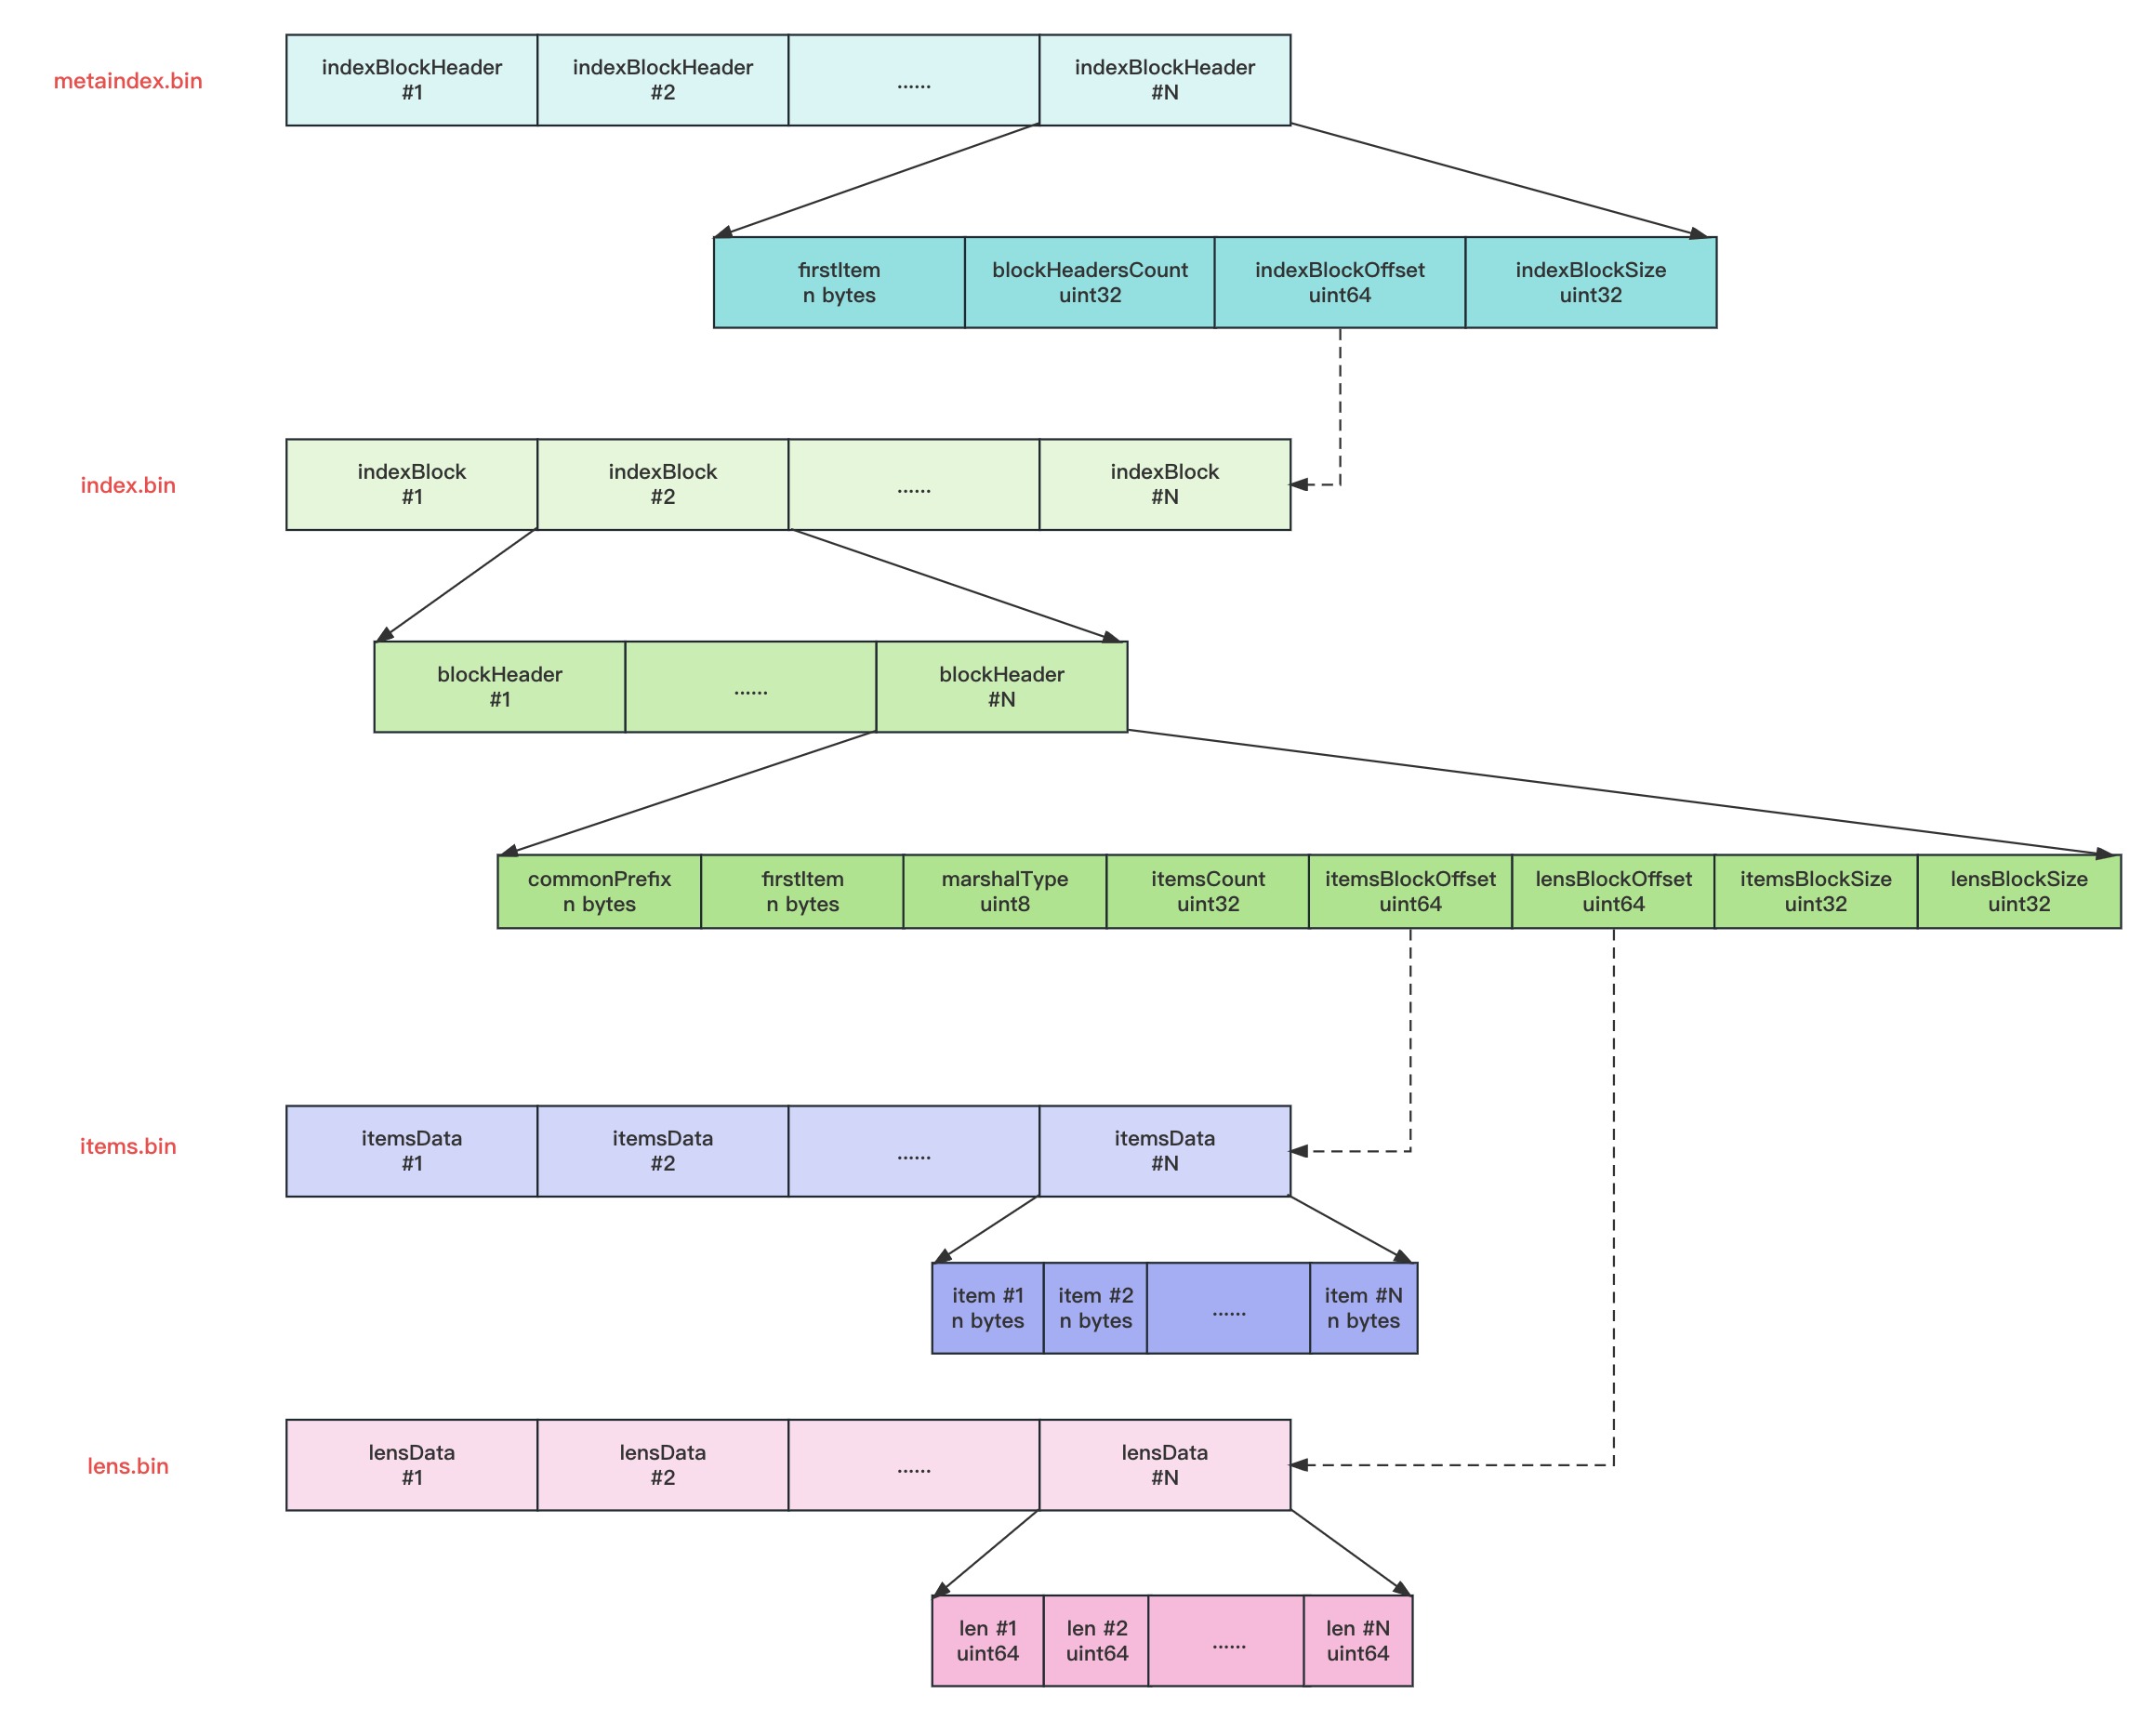 metaindex.bin
indexBlockHeader
#1
indexBlockHeader
#2
......
indexBlockHeader
#N
firstItem
n bytes
blockHeadersCount
uint32
indexBlockOffset
uint64
indexBlockSize
uint32
index.bin
indexBlock
#1
indexBlock
#2
......
indexBlock
#N
blockHeader
#1
......
blockHeader
#N
commonPrefix
n bytes
firstItem
n bytes
marshalType
uint8
itemsCount
uint32
itemsBlockOffset
uint64
lensBlockOffset
uint64
itemsBlockSize
uint32
lensBlockSize
uint32
items.bin
itemsData
#1
itemsData
#2
......
itemsData
#N
item #1
n bytes
item #2
n bytes
......
item #N
n bytes
lens.bin
lensData
#1
lensData
#2
......
lensData
#N
len #1
uint64
len #2
uint64
......
len #N
uint64